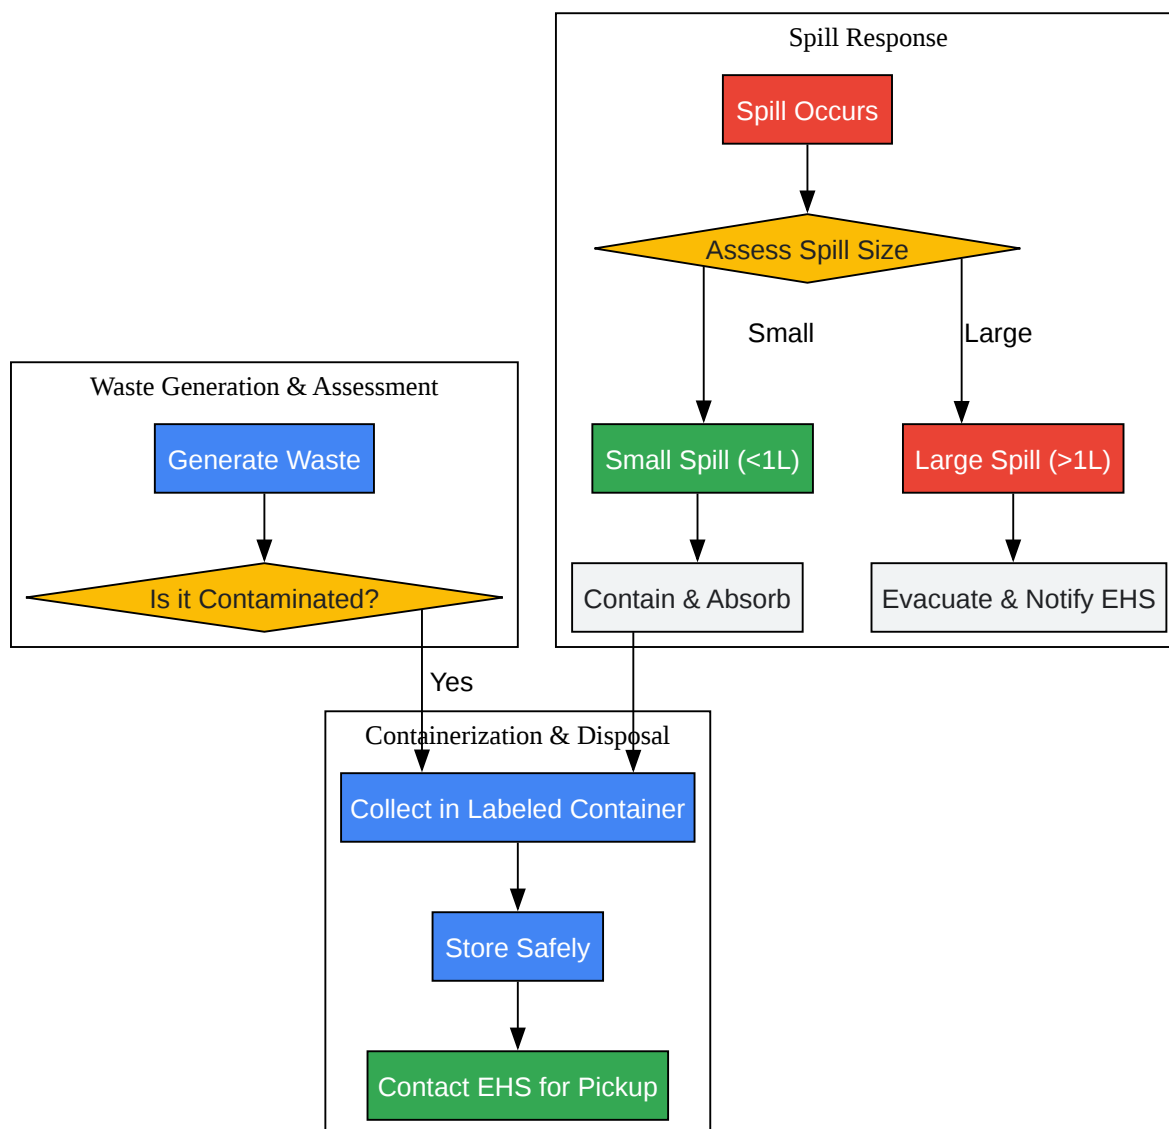 Spill Response
Spill Occurs
Assess Spill Size
Small
Large
Waste Generation & Assessment
Generate Waste
Small Spill (<1L)
Large Spill (>1L)
Is it Contaminated?
Contain & Absorb
Evacuate & Notify EHS
Yes
Containerization & Disposal
Collect in Labeled Container
Store Safely
Contact EHS for Pickup